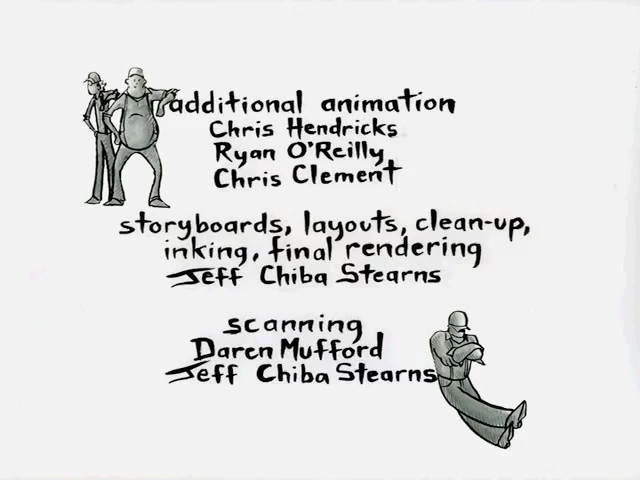 additional animation
Chris Hendricks
Ryan O'Reilly
Chris Clement
storyboards, layouts, clean-up,
inking, final rendering
Jeff Chiba Stearns
scanning
Daren Mufford
Jeff Chiba Stearns